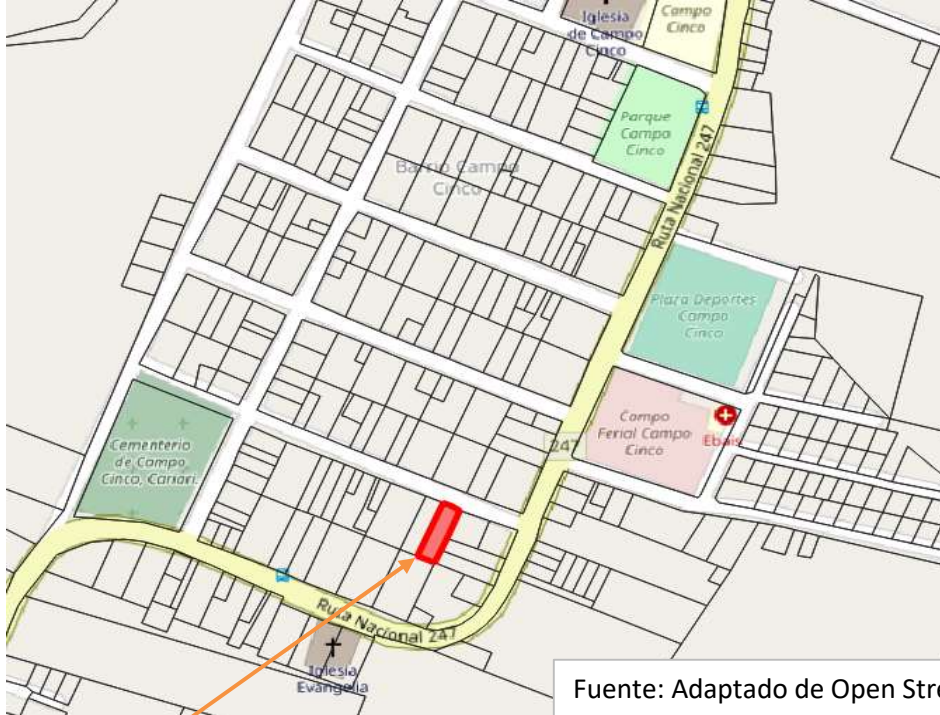 Iglesia
de Campo
Cinco
Campo
Cinco
Parque
Campo
Cinco
Ruta Nacional 247
Barrio Campo
Cinco
Plaza Deportes
Campo
Cinco
Campo
Ferial Campo
Cinco
Ebais
247
Cementerio
de Campo
Cinco, Cariari
Ruta Nacional 247
Iglesia
Evangelia
Fuente: Adaptado de Open Stre